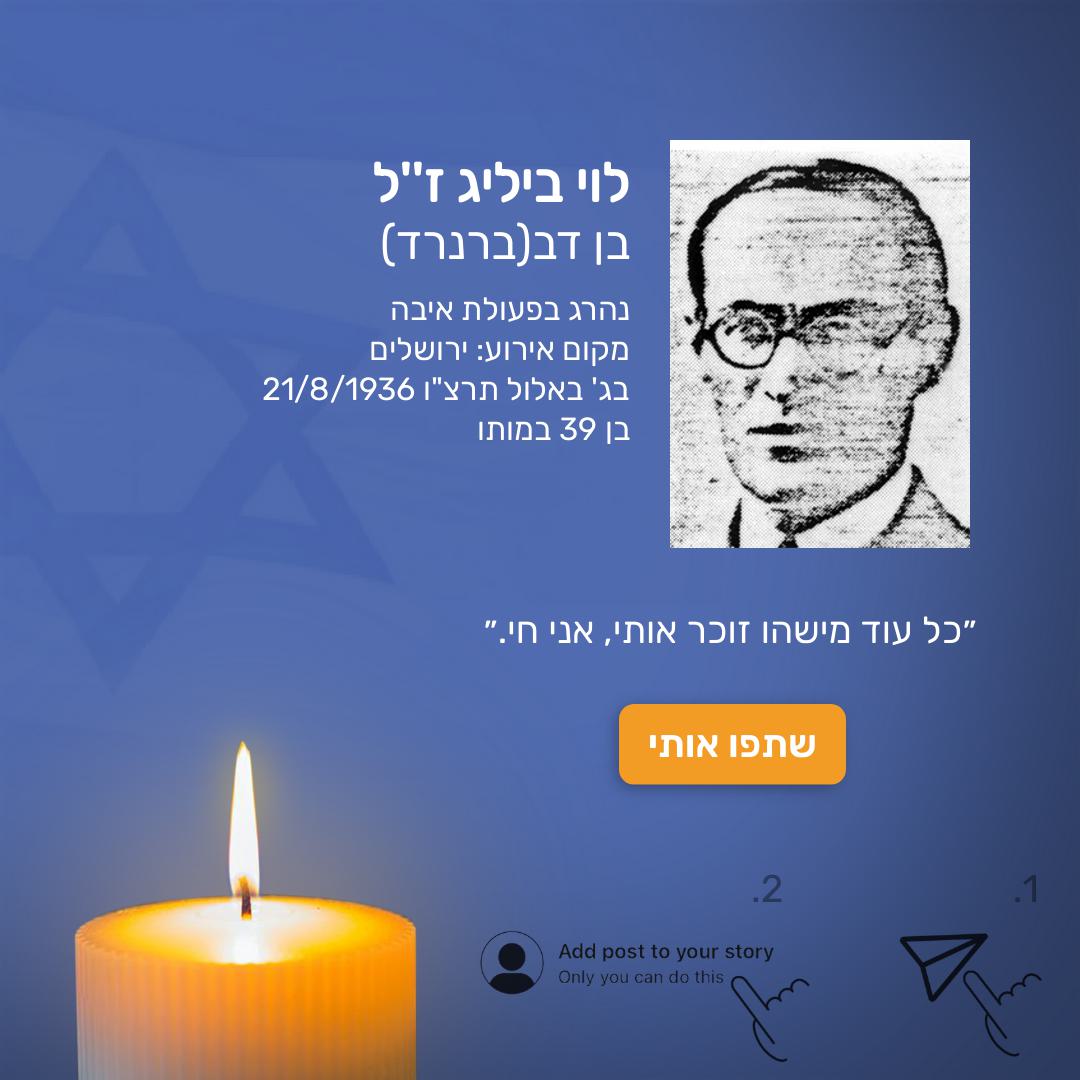 לוי ביליג ז"ל
בן דב(ברנרד)
נהרג בפעולת איבה
מקום אירוע: ירושלים
בג' באלול תרצ"ו 21/8/1936
בן 39 במותו
״כל עוד מישהו זוכר אותי, אני חי.״
שתפו אותי
.1
.2
Add post to your story
Only you can do this